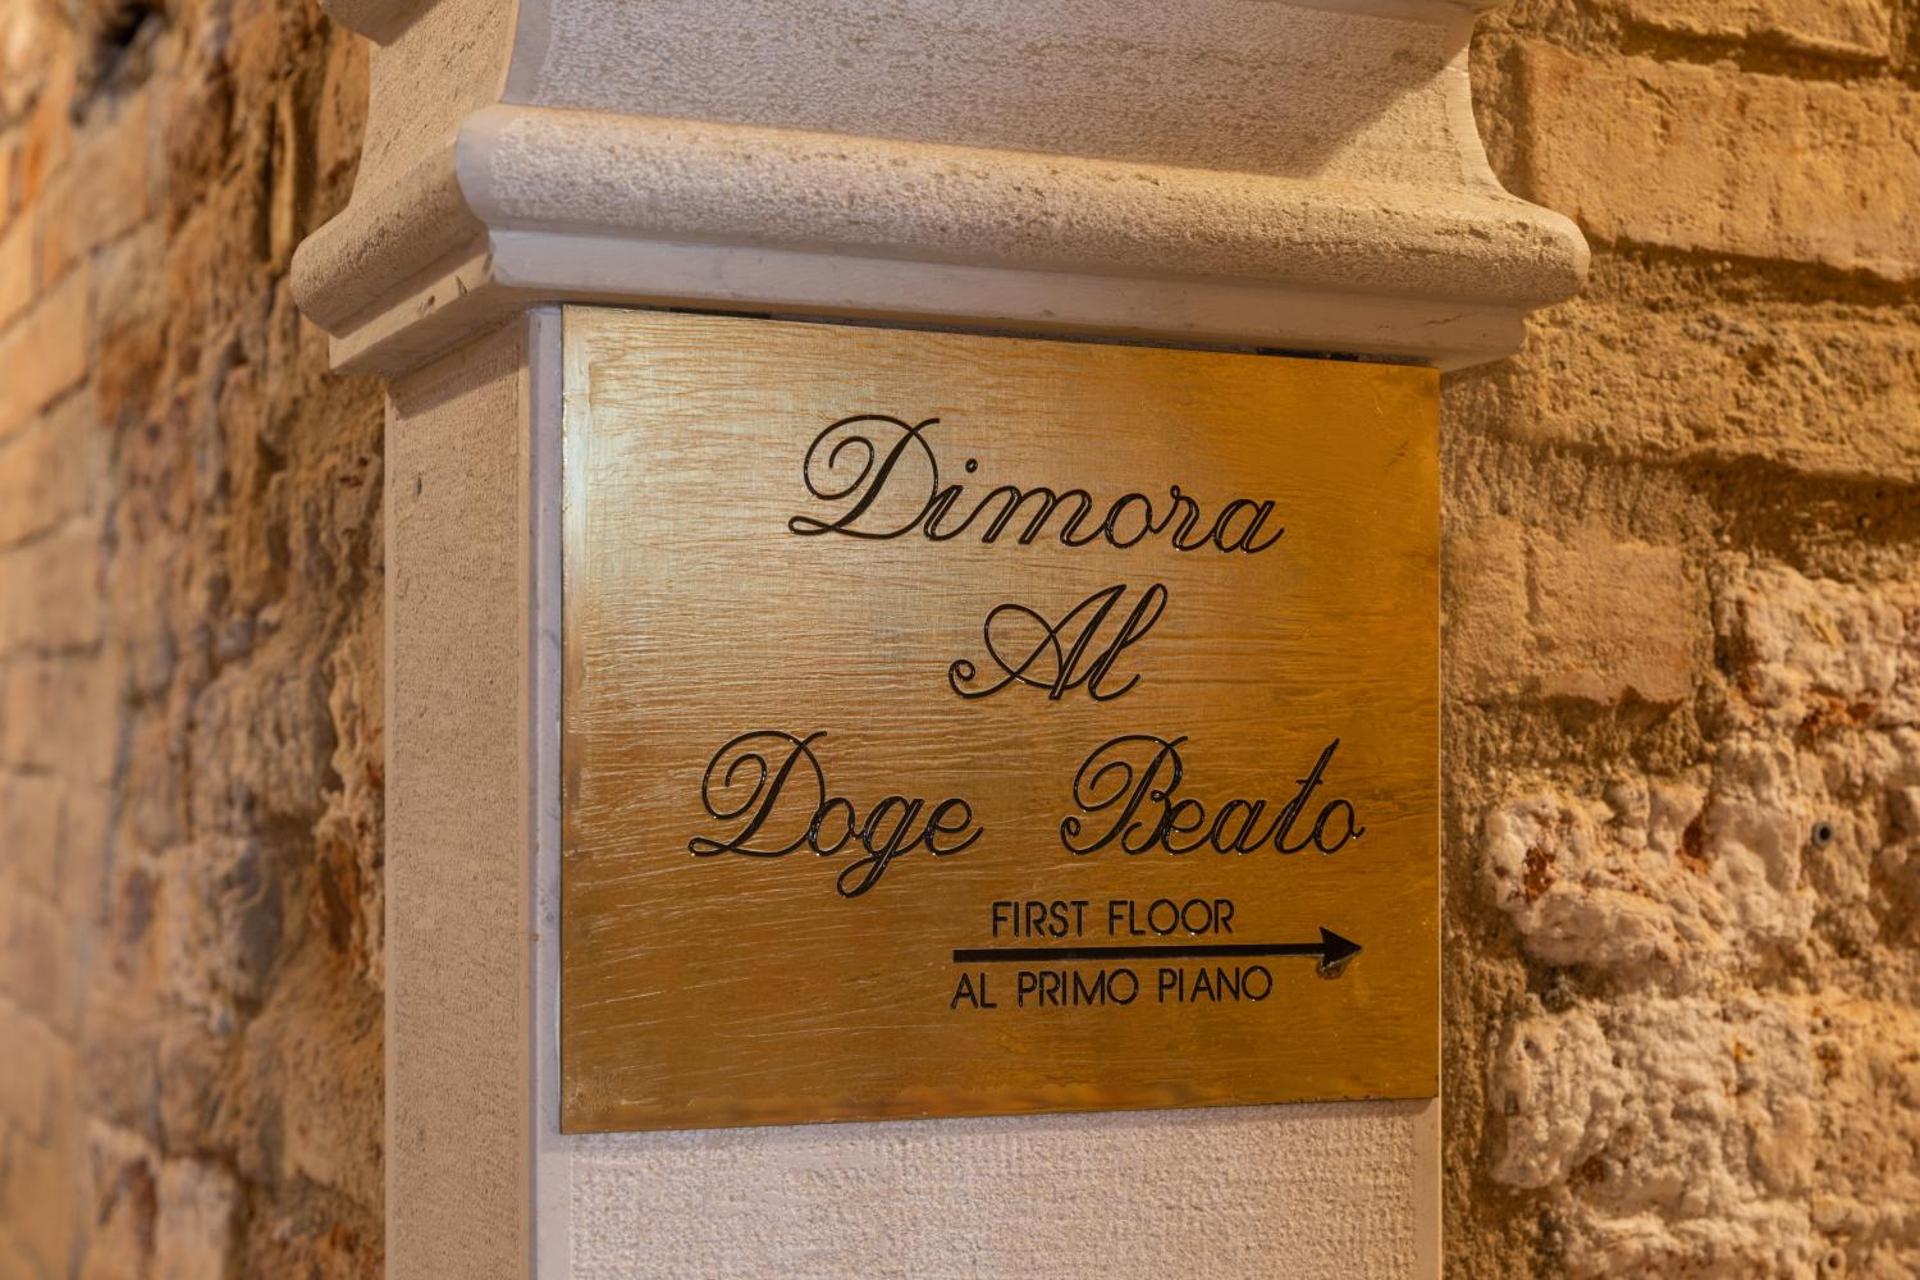 Dimora
Al
Doge Beato
FIRST FLOOR
AL PRIMO PIANO